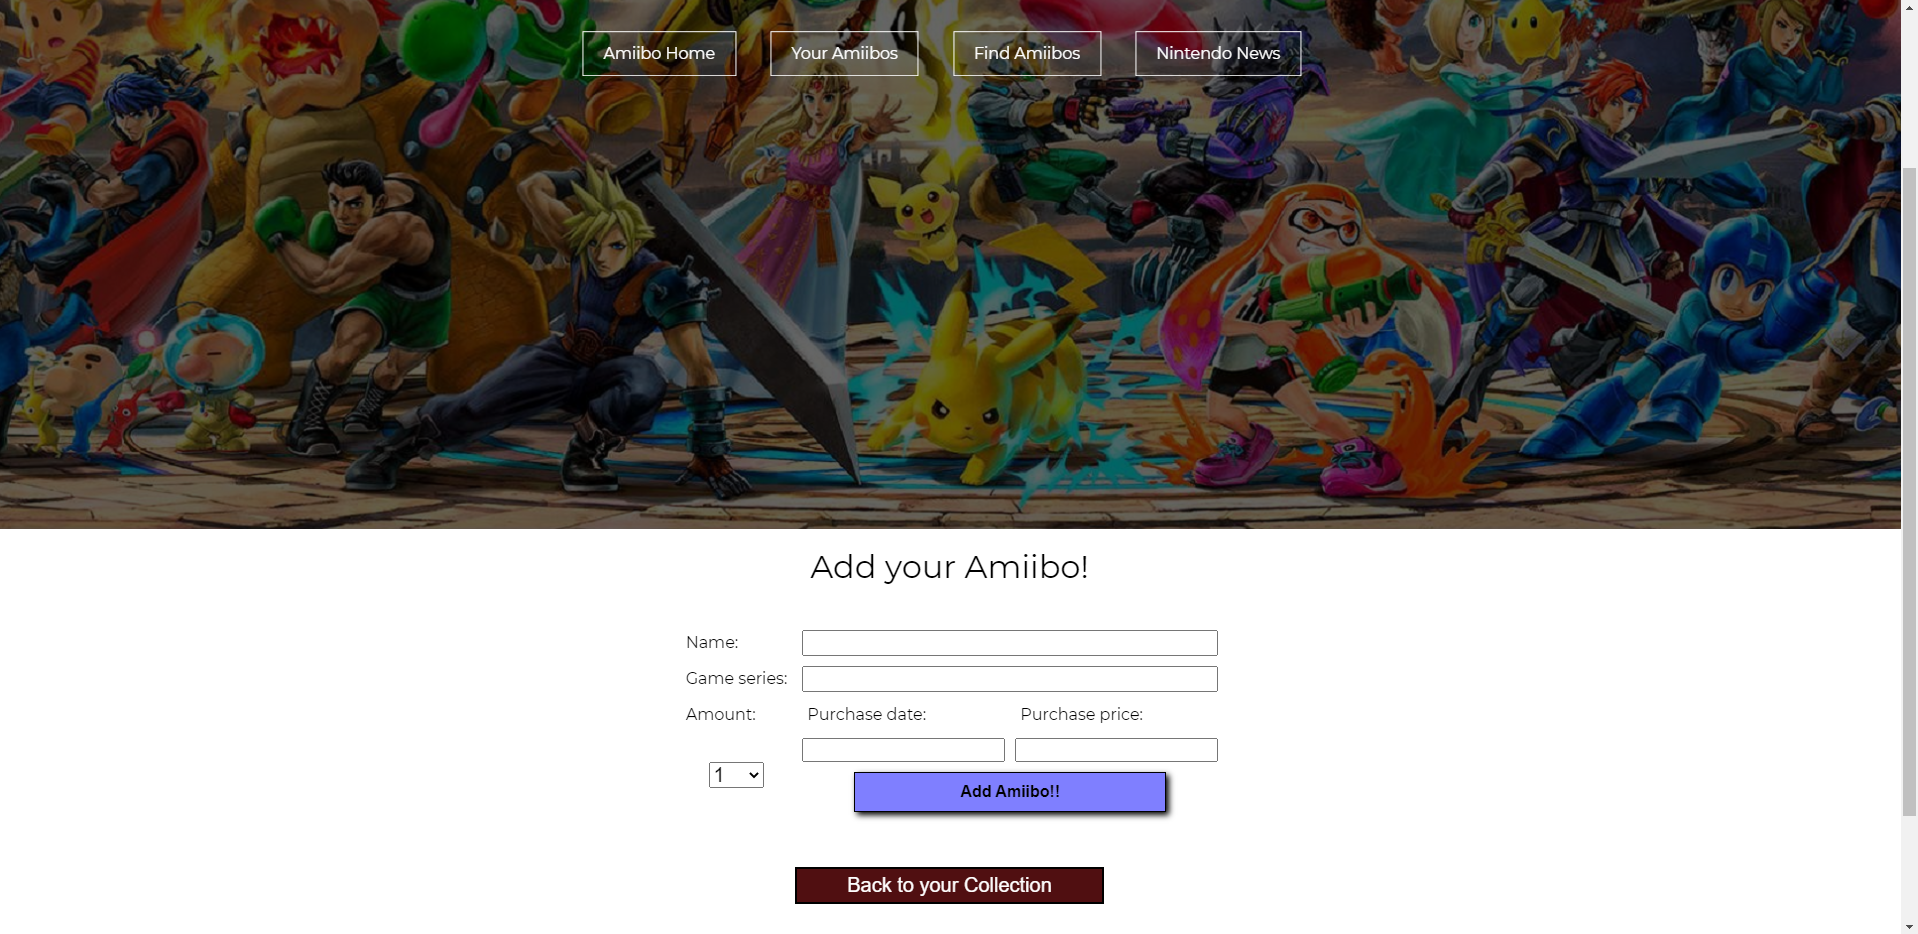 Amiibo Home
Your Amiibos
Find Amiibos
Nintendo News
Add your Amiibo!
Name:
Game series:
Amount:
Purchase date:
Purchase price:
1
Add Amiibo!!
Back to your Collection